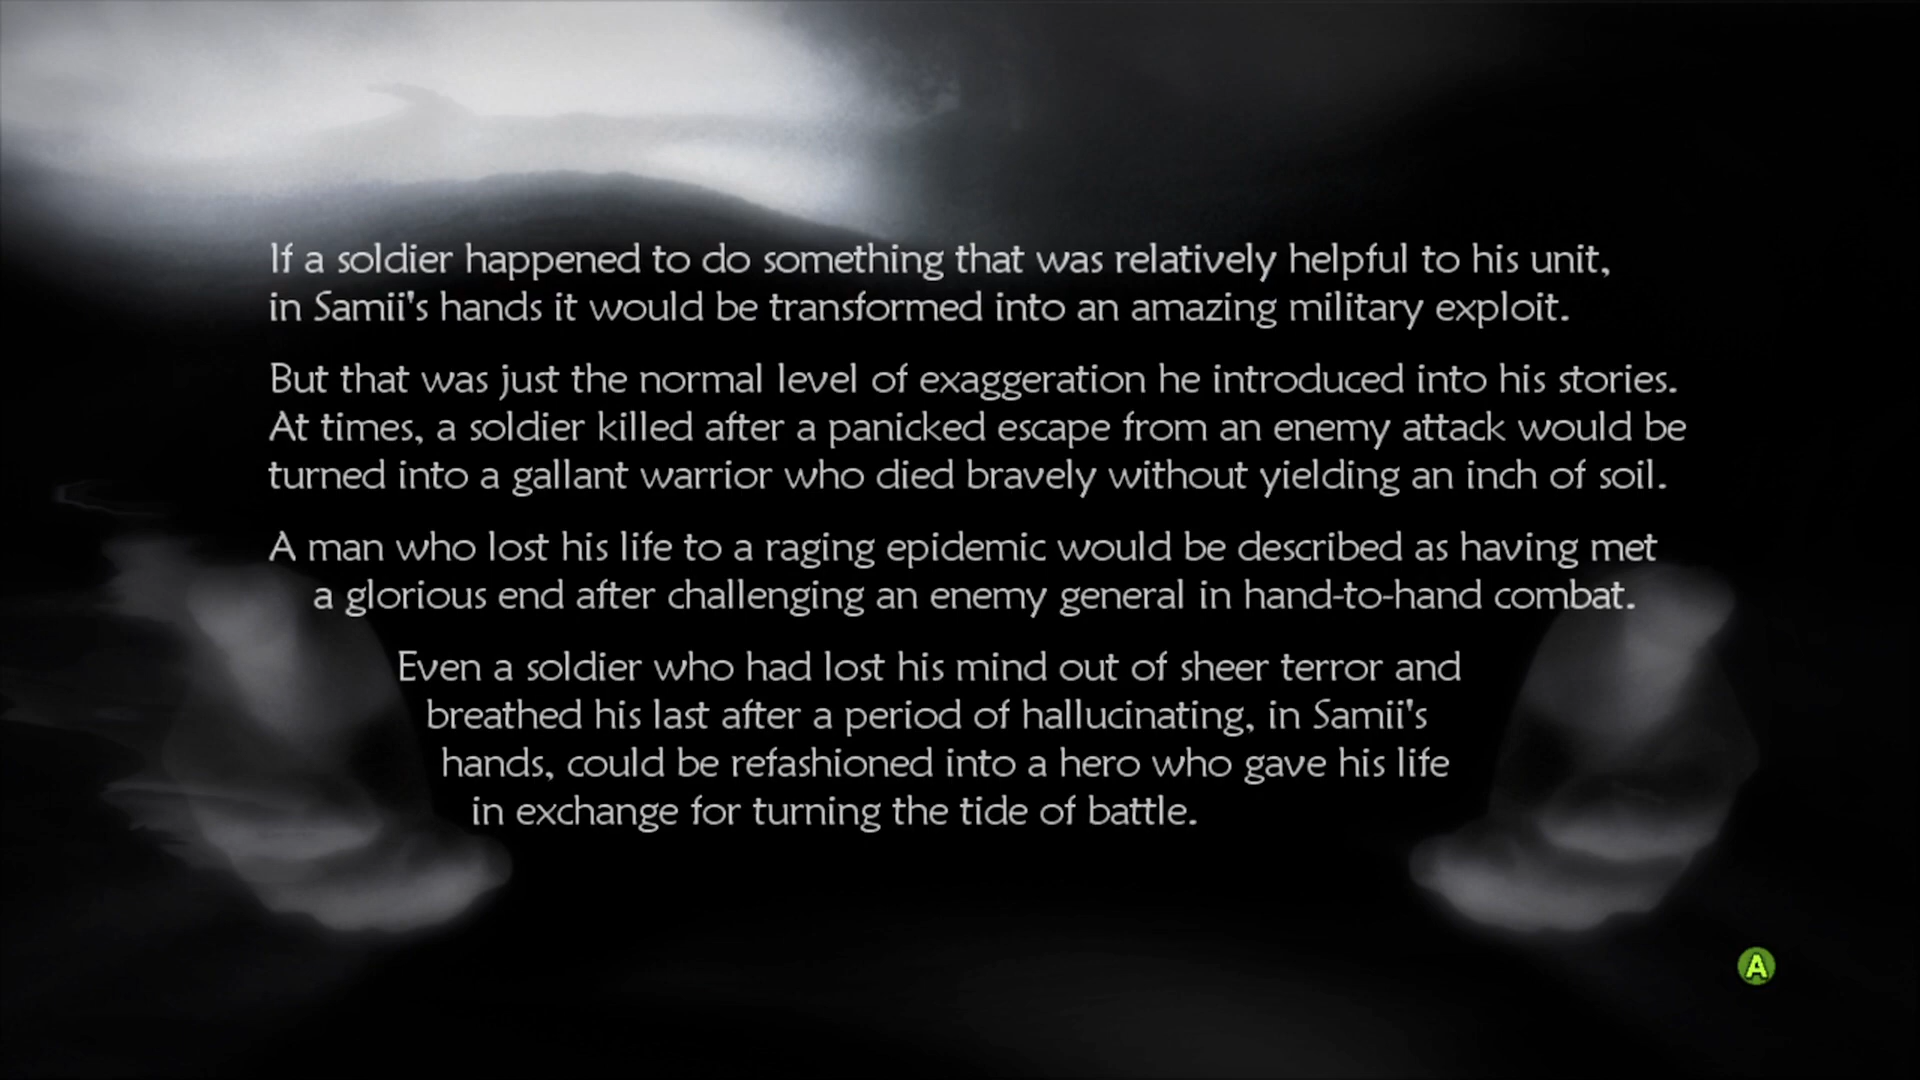 If a soldier happened to do something that was relatively helpful to his unit,
in Samii's hands it would be transformed into an amazing military exploit.
But that was just the normal level of exaggeration he introduced into his stories.
At times, a soldier killed after a panicked escape from an enemy attack would be
turned into a gallant warrior who died bravely without yielding an inch of soil.
A man who lost his life to a raging epidemic would be described as having met
a glorious end after challenging an enemy general in hand-to-hand combat.
Even a soldier who had lost his mind out of sheer terror and
breathed his last after a period of hallucinating, in Samii's
hands, could be refashioned into a hero who gave his life
in exchange for turning the tide of battle.
A